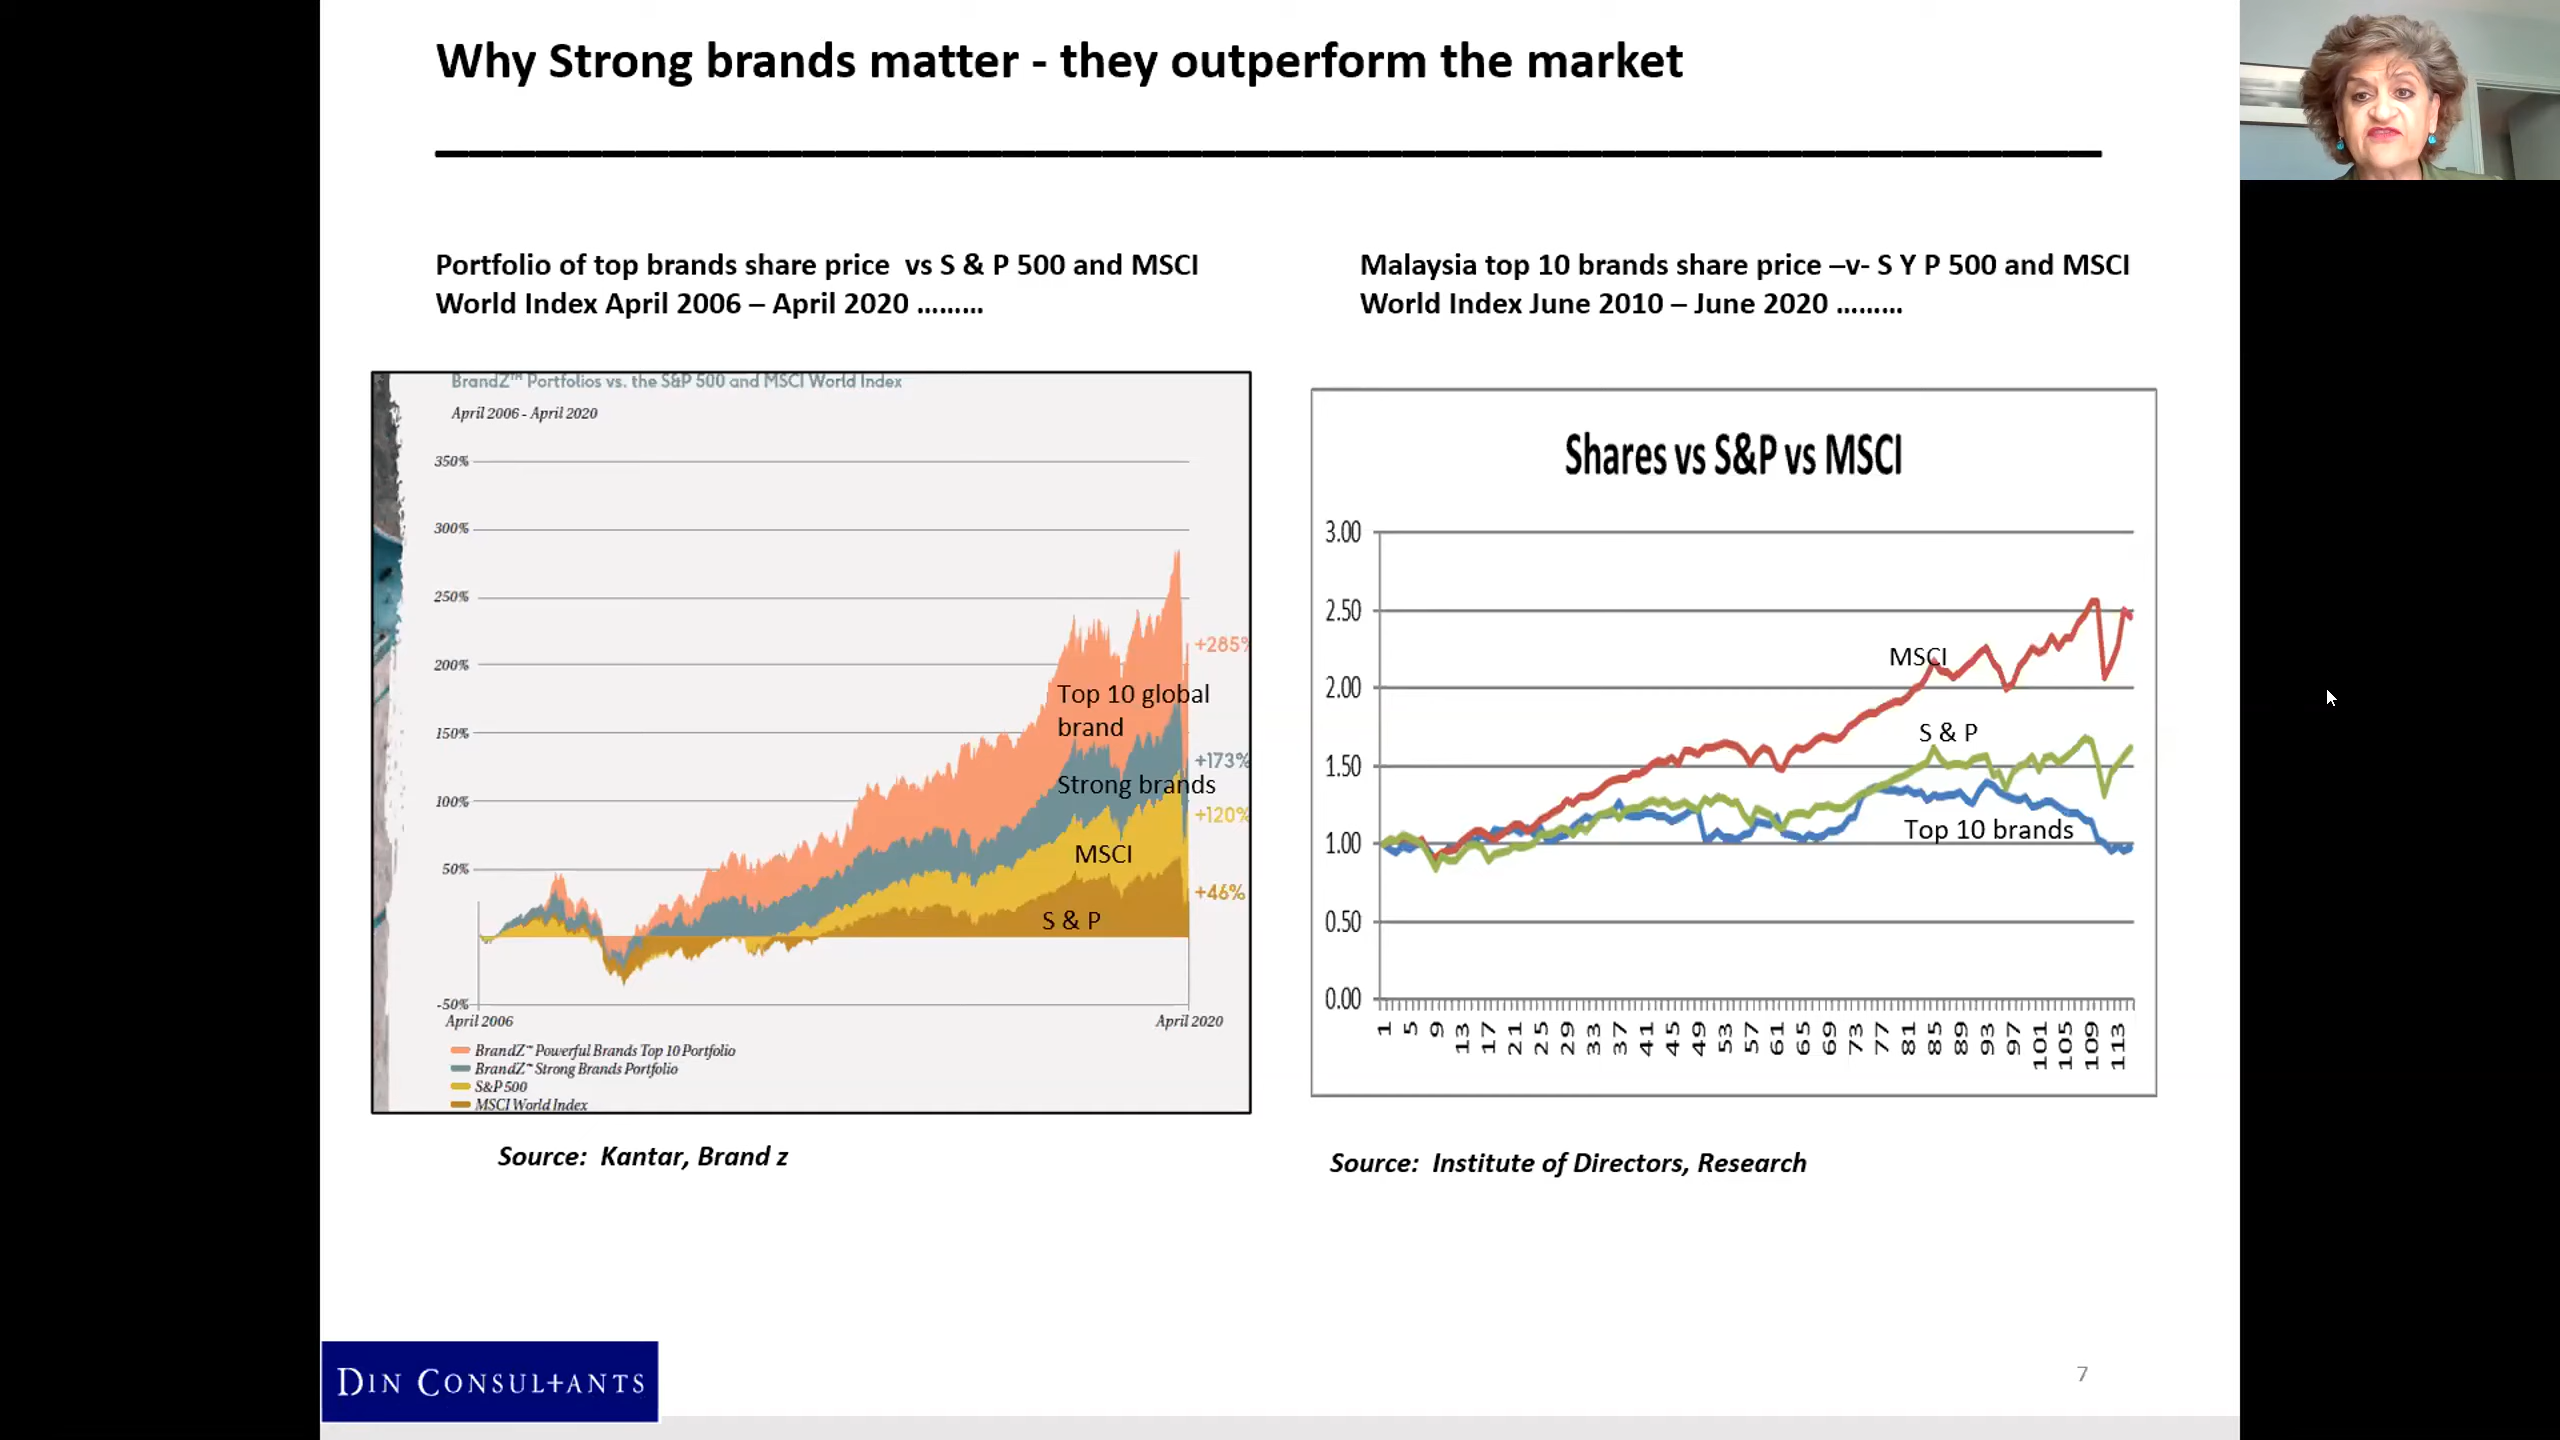 Why Strong brands matter - they outperform the market
Portfolio of top brands share price vs S & P 500 and MSCI
World Index April 2006 – April 2020 .........
Malaysia top 10 brands share price –v- S Y P 500 and MSCI
World Index June 2010 – June 2020 .........
BrandZ™ Portfolios vs. the S&P 500 and MSCI World Index
April 2006 - April 2020
350%
300%
250%
200%
150%
100%
50%
-50%
+285%
+173%
+120%
+46%
Top 10 global
brand
Strong brands
MSCI
S & P
April 2006
April 2020
BrandZ™ Powerful Brands Top 10 Portfolio
BrandZ™ Strong Brands Portfolio
S&P 500
MSCI World Index
Source: Kantar, Brand z
Shares vs S&P vs MSCI
3.00
2.50
2.00
1.50
1.00
0.50
0.00
MSCI
S & P
Top 10 brands
1 5 9 13 17 21 25 29 33 37 41 45 49 53 57 61 65 69 73 77 81 85 89 93 97 101 105 109 113
Source: Institute of Directors, Research
DIN CONSULTANTS
7